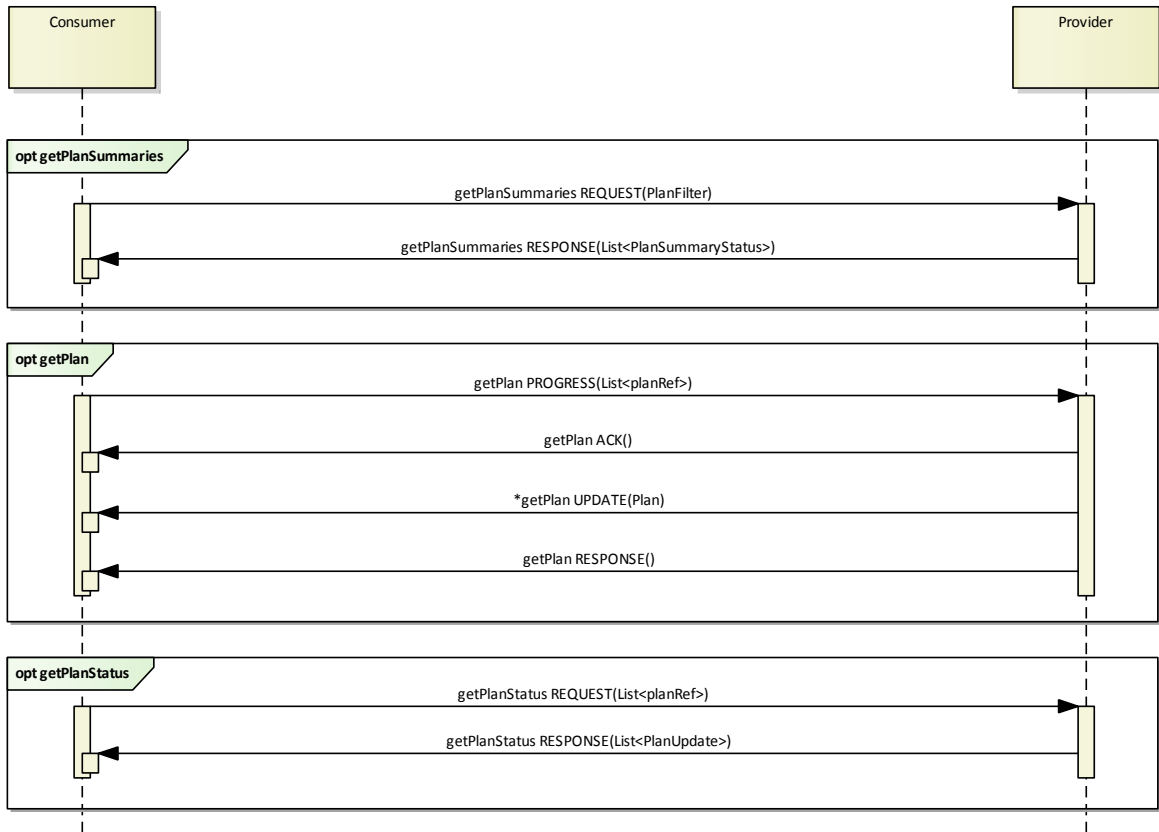 Consumer
Provider
opt getPlanSummaries
getPlanSummaries REQUEST(PlanFilter)
getPlanSummaries RESPONSE(List<PlanSummaryStatus>)
opt getPlan
getPlan PROGRESS(List<planRef>)
getPlan ACK()
*getPlan UPDATE(Plan)
getPlan RESPONSE()
opt getPlanStatus
getPlanStatus REQUEST(List<planRef>)
getPlanStatus RESPONSE(List<PlanUpdate>)